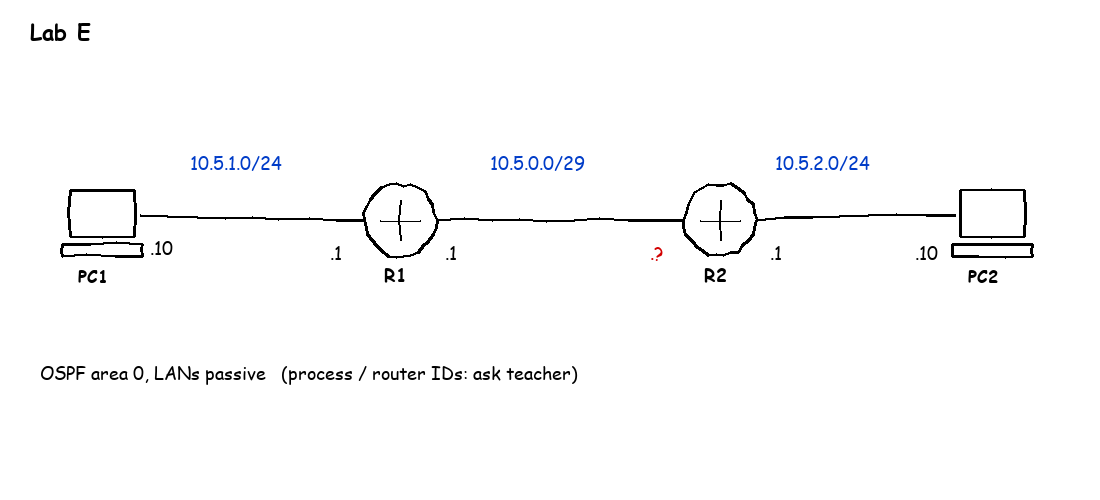 Lab E
10.5.1.0/24
10.5.0.0/29
10.5.2.0/24
.10
.1
.1
.?
.1
.10
PC1
R1
R2
PC2
OSPF area 0, LANs passive (process / router IDs: ask teacher)